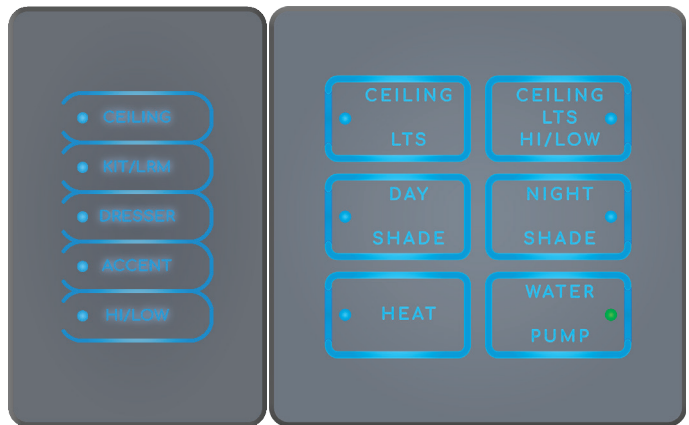 CEILING
KIT/LRM
DRESSER
ACCENT
HI/LOW
CEILING
LTS
CEILING
LTS
HI/LOW
DAY
SHADE
NIGHT
SHADE
HEAT
WATER
PUMP